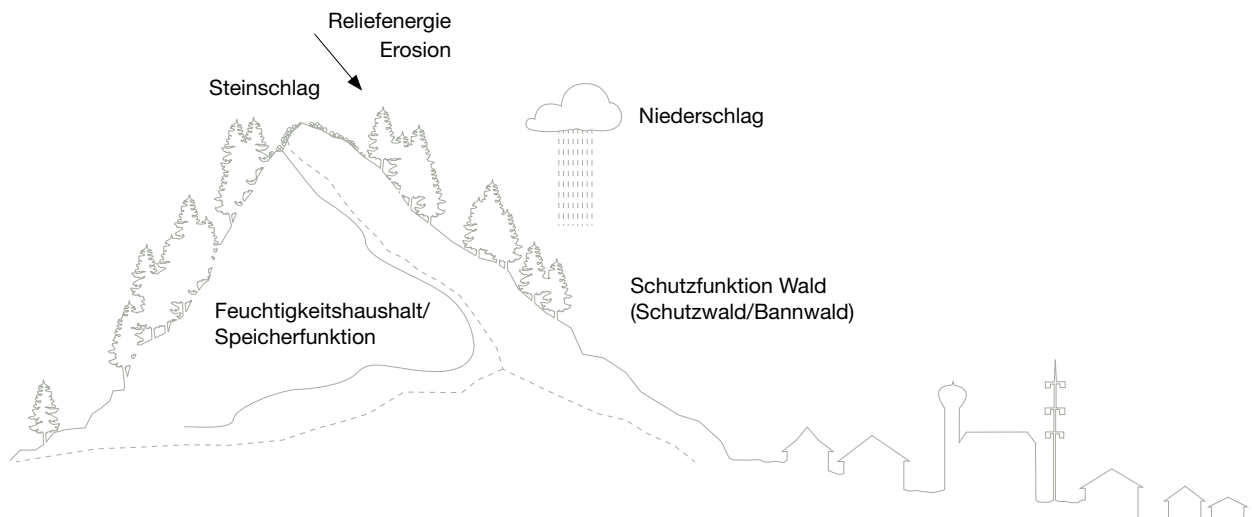 Reliefenergie
Erosion
Steinschlag
Niederschlag
Schutzfunktion Wald
(Schutzwald/Bannwald)
Feuchtigkeitshaushalt/
Speicherfunktion